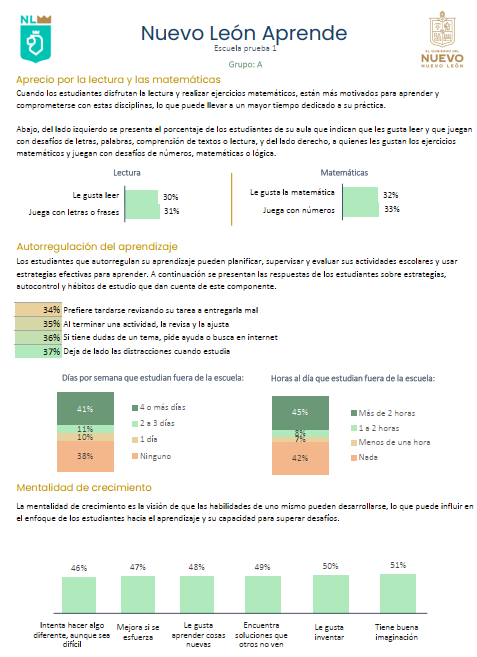 NL
Nuevo León Aprende
Escuela prueba 1
Grupo: A
EL GOBIERNO DEL
NUEVO
NUEVO LEÓN
Aprecio por la lectura y las matemáticas
Cuando los estudiantes disfrutan la lectura y realizar ejercicios matemáticos, están más motivados para aprender y
comprometerse con estas disciplinas, lo que puede llevar a un mayor tiempo dedicado a su práctica.
Abajo, del lado izquierdo se presenta el porcentaje de los estudiantes de su aula que indican que les gusta leer y que juegan
con desafíos de letras, palabras, comprensión de textos o lectura, y del lado derecho, a quienes les gustan los ejercicios
matemáticos y juegan con desafíos de números, matemáticas o lógica.
Lectura
Le gusta leer 30%
Juega con letras o frases 31%
Matemáticas
Le gusta la matemática 32%
Juega con números 33%
Autorregulación del aprendizaje
Los estudiantes que autorregulan su aprendizaje pueden planificar, supervisar y evaluar sus actividades escolares y usar
estrategias efectivas para aprender. A continuación se presentan las respuestas de los estudiantes sobre estrategias,
autocontrol y hábitos de estudio que dan cuenta de este componente.
34% Prefiere tardarse revisando su tarea a entregarla mal
35% Al terminar una actividad, la revisa y la ajusta
36% Si tiene dudas de un tema, pide ayuda o busca en internet
37% Deja de lado las distracciones cuando estudia
Días por semana que estudian fuera de la escuela:
41% 4 o más días
11% 2 a 3 días
10% 1 día
38% Ninguno
Horas al día que estudian fuera de la escuela:
45% Más de 2 horas
8% 1 a 2 horas
7% Menos de una hora
42% Nada
Mentalidad de crecimiento
La mentalidad de crecimiento es la visión de que las habilidades de uno mismo pueden desarrollarse, lo que puede influir en
el enfoque de los estudiantes hacia el aprendizaje y su capacidad para superar desafíos.
46% 47% 48% 49% 50% 51%
Intenta hacer algo
diferente, aunque sea
difícil
Mejora si se
esfuerza
Le gusta
aprender cosas
nuevas
Encuentra
soluciones que
otros no ven
Le gusta
inventar
Tiene buena
imaginación